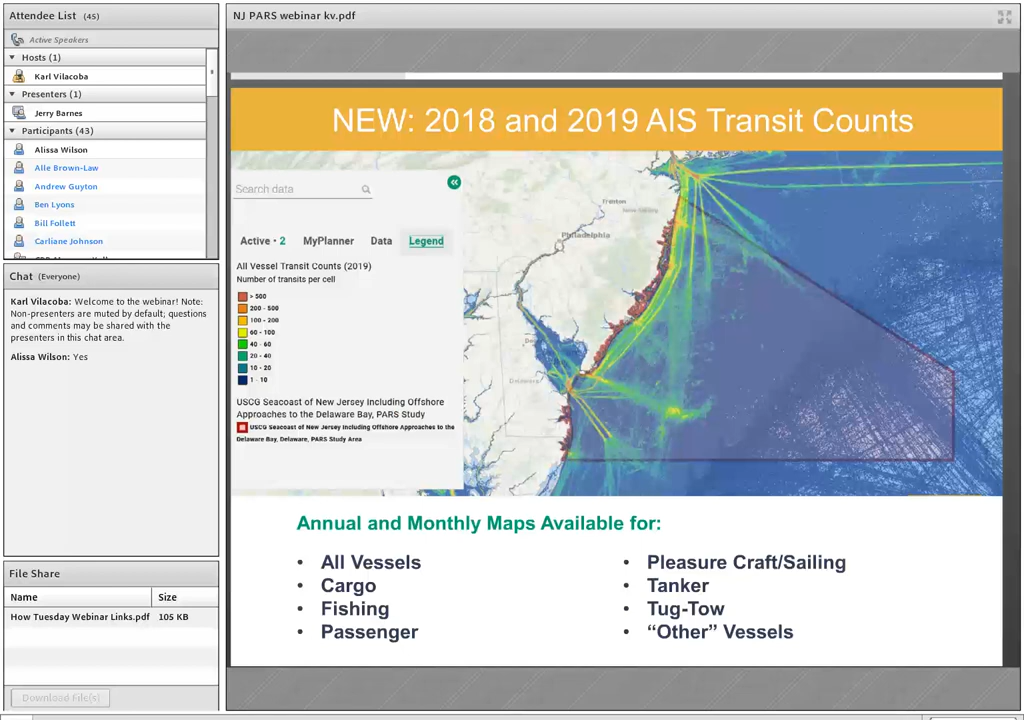 Attendee List (45)
Active Speakers
Hosts (1)
Karl Vilacoba
Presenters (1)
Jerry Barnes
Participants (43)
Alissa Wilson
Alle Brown-Law
Andrew Guyton
Ben Lyons
Bill Follett
Carliane Johnson
Chat (Everyone)
Karl Vilacoba: Welcome to the webinar! Note:
Non-presenters are muted by default; questions
and comments may be shared with the
presenters in this chat area.
Alissa Wilson: Yes
File Share
Name Size
How Tuesday Webinar Links.pdf 105 KB
Download File(s)
NJ PARS webinar kv.pdf
NEW: 2018 and 2019 AIS Transit Counts
Search data
Active • 2 MyPlanner Data Legend
All Vessel Transit Counts (2019)
Number of transits per cell
> 500
200 - 500
100 - 200
60 - 100
40 - 60
20 - 40
10 - 20
1 - 10
USCG Seacoast of New Jersey Including Offshore
Approaches to the Delaware Bay, PARS Study
USCG Seacoast of New Jersey Including Offshore Approaches to the
Delaware Bay, Delaware, PARS Study Area
Trenton
Philadelphia
Delaware
Annual and Monthly Maps Available for:
• All Vessels
• Cargo
• Fishing
• Passenger
• Pleasure Craft/Sailing
• Tanker
• Tug-Tow
• “Other” Vessels